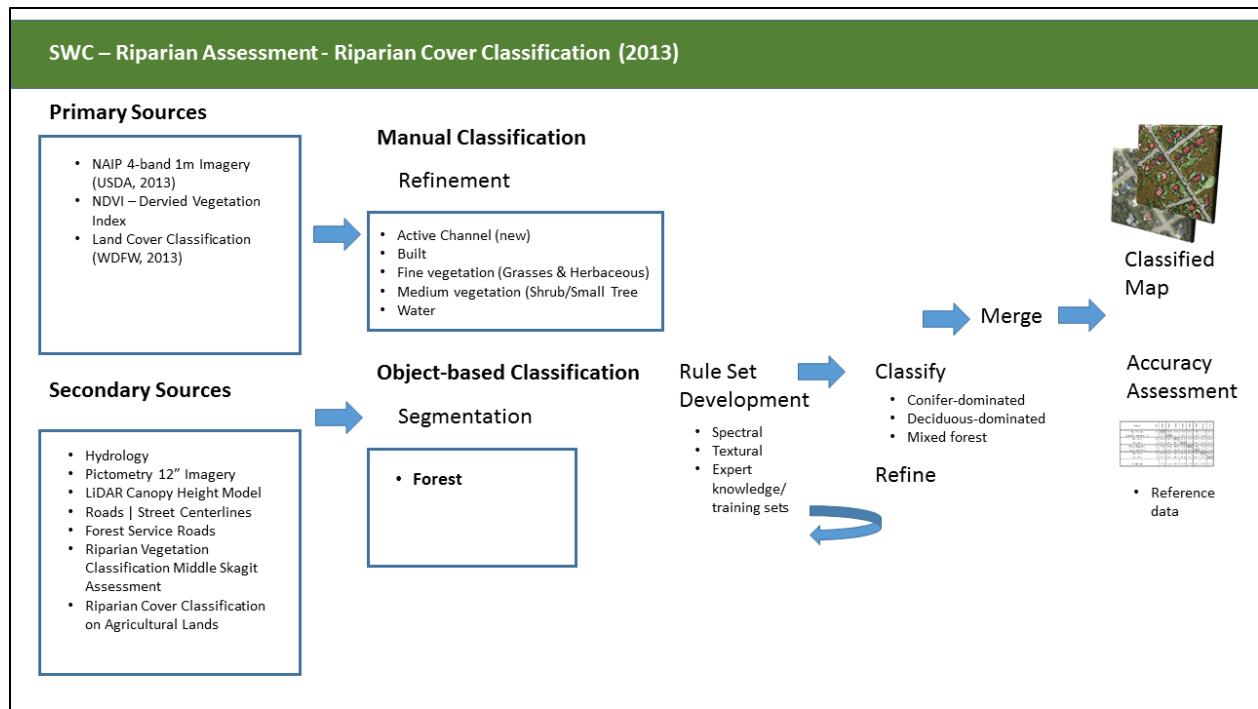 SWC – Riparian Assessment - Riparian Cover Classification (2013)
Primary Sources
• NAIP 4-band 1m Imagery
(USDA, 2013)
• NDVI – Dervied Vegetation
Index
• Land Cover Classification
(WDFW, 2013)
Secondary Sources
• Hydrology
• Pictometry 12” Imagery
• LiDAR Canopy Height Model
• Roads | Street Centerlines
• Forest Service Roads
• Riparian Vegetation
Classification Middle Skagit
Assessment
• Riparian Cover Classification
on Agricultural Lands
Manual Classification
Refinement
• Active Channel (new)
• Built
• Fine vegetation (Grasses & Herbaceous)
• Medium vegetation (Shrub/Small Tree
• Water
Object-based Classification
Segmentation
• Forest
Rule Set
Development
• Spectral
• Textural
• Expert
knowledge/
training sets
Classify
• Conifer-dominated
• Deciduous-dominated
• Mixed forest
Refine
Merge
Classified
Map
Accuracy
Assessment
• Reference
data